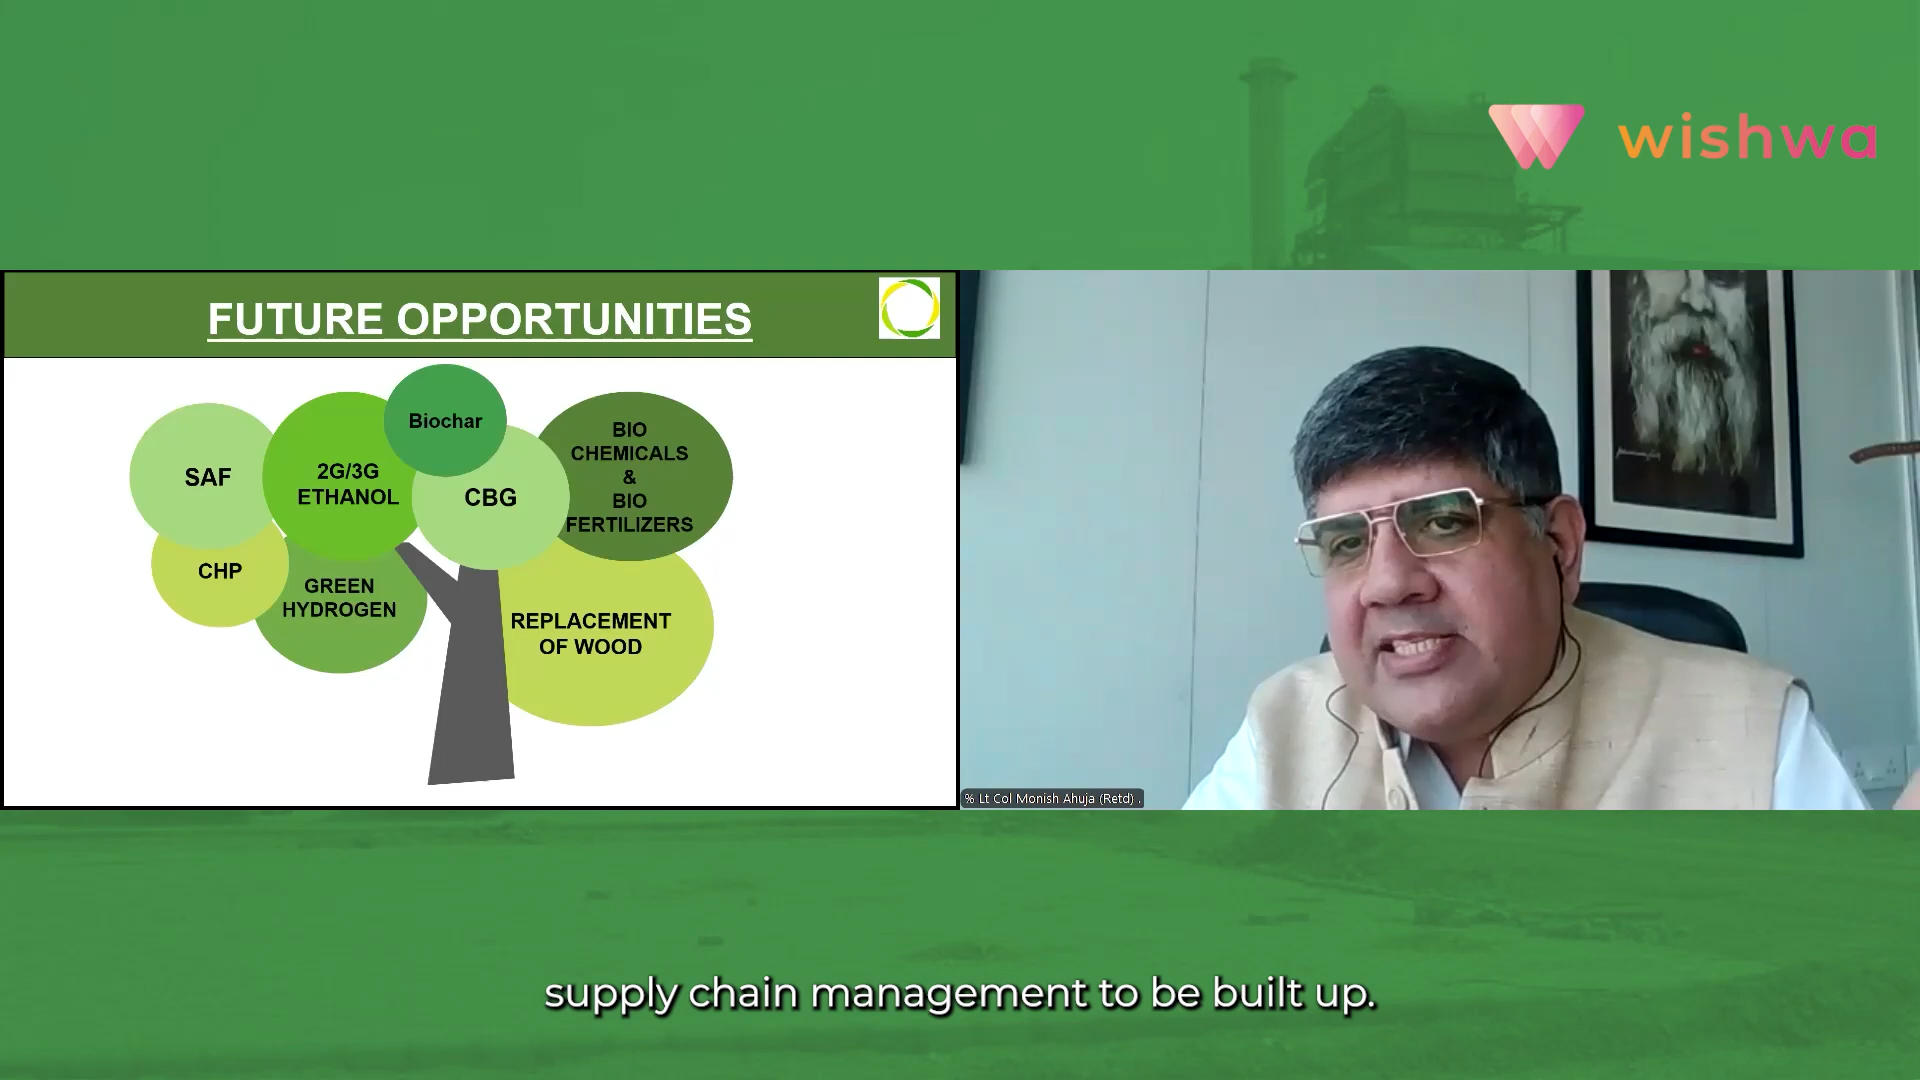 wishwa
FUTURE OPPORTUNITIES
Biochar
SAF
2G/3G
ETHANOL
CBG
BIO
CHEMICALS
&
BIO
FERTILIZERS
CHP
GREEN
HYDROGEN
REPLACEMENT
OF WOOD
% Lt Col Monish Ahuja (Retd) .
supply chain management to be built up.